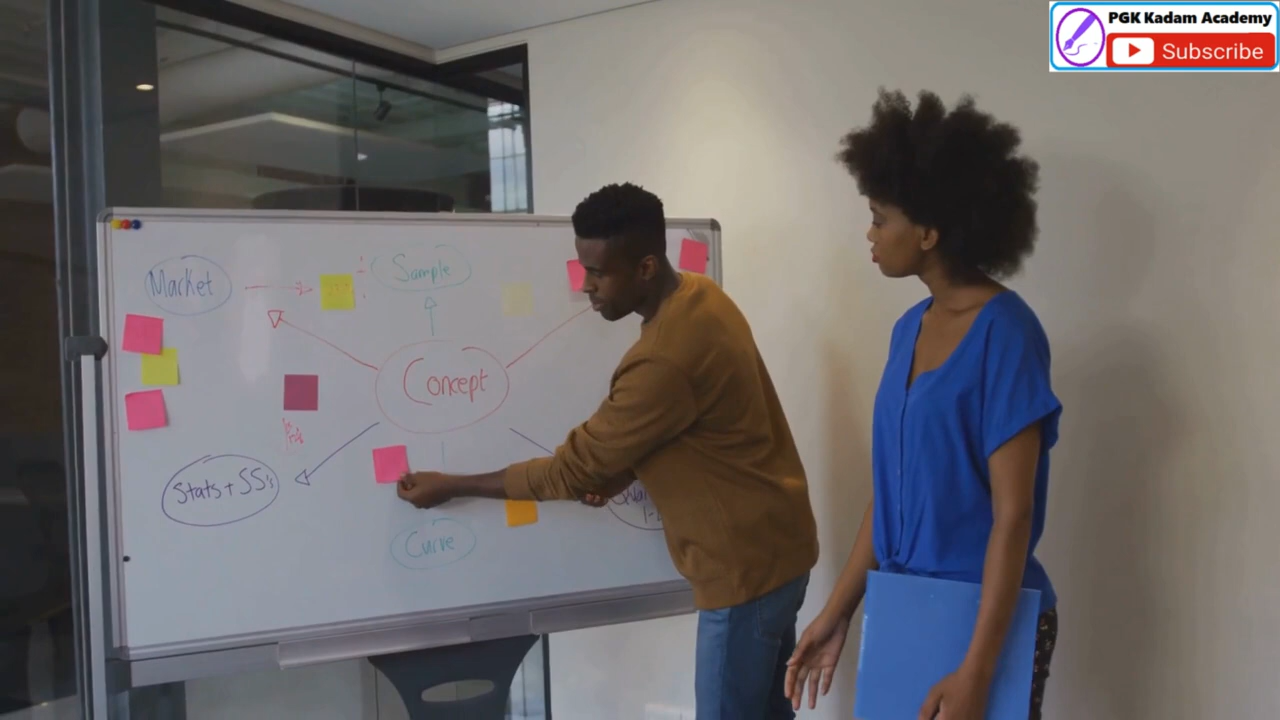 PGK Kadam Academy
Subscribe
Market
Sample
Concept
Stats + SS's
Curve